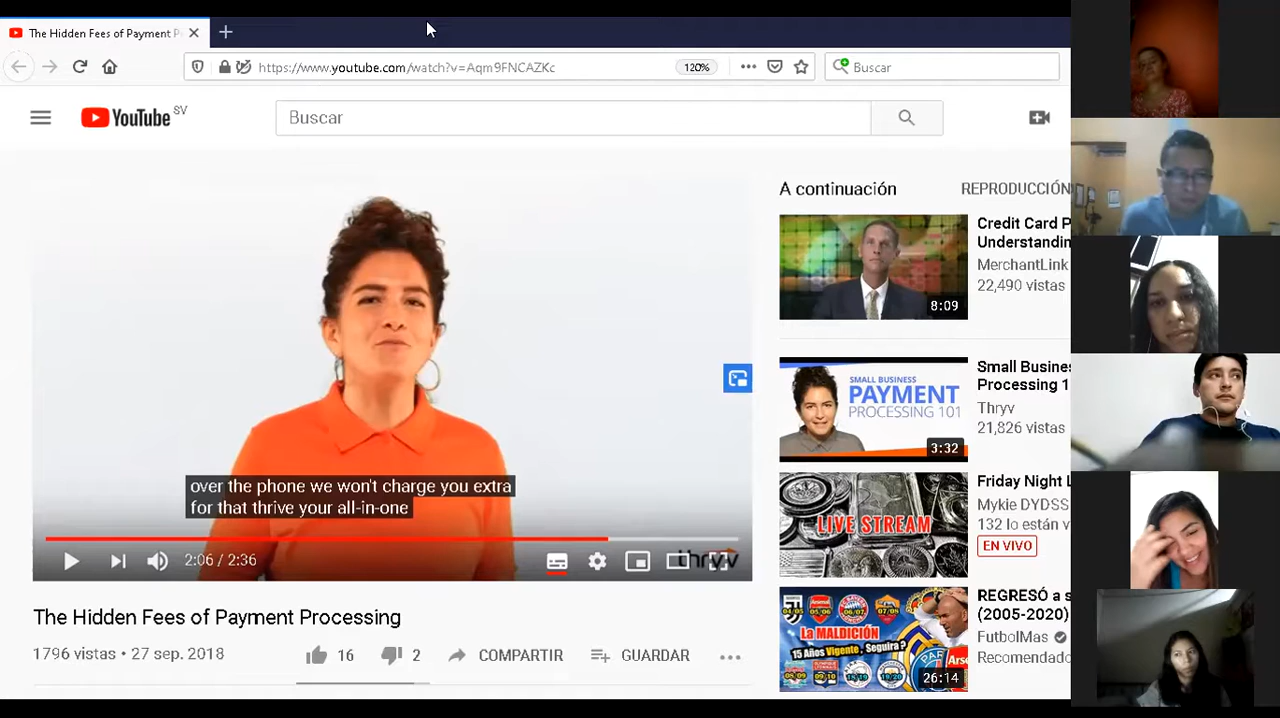 The Hidden Fees of Payment P
https://www.youtube.com/watch?v=Aqm9FNCAZKc
120%
Buscar
YouTube SV
Buscar
over the phone we won't charge you extra
for that thrive your all-in-one
2:06 / 2:36
thryv
The Hidden Fees of Payment Processing
1796 vistas • 27 sep. 2018
16
2
COMPARTIR
GUARDAR
A continuación
REPRODUCCIÓN
Credit Card P
Understandin
MerchantLink
22,490 vistas
8:09
SMALL BUSINESS
PAYMENT
PROCESSING 101
3:32
Small Busines
Processing 1
Thryv
21,826 vistas
LIVE STREAM
Friday Night L
Mykie DYDSS
132 lo están v
EN VIVO
La MALDICIÓN
15 Años Vigente, Seguirá ?
26:14
REGRESÓ a s
(2005-2020)
FutbolMas
Recomendado